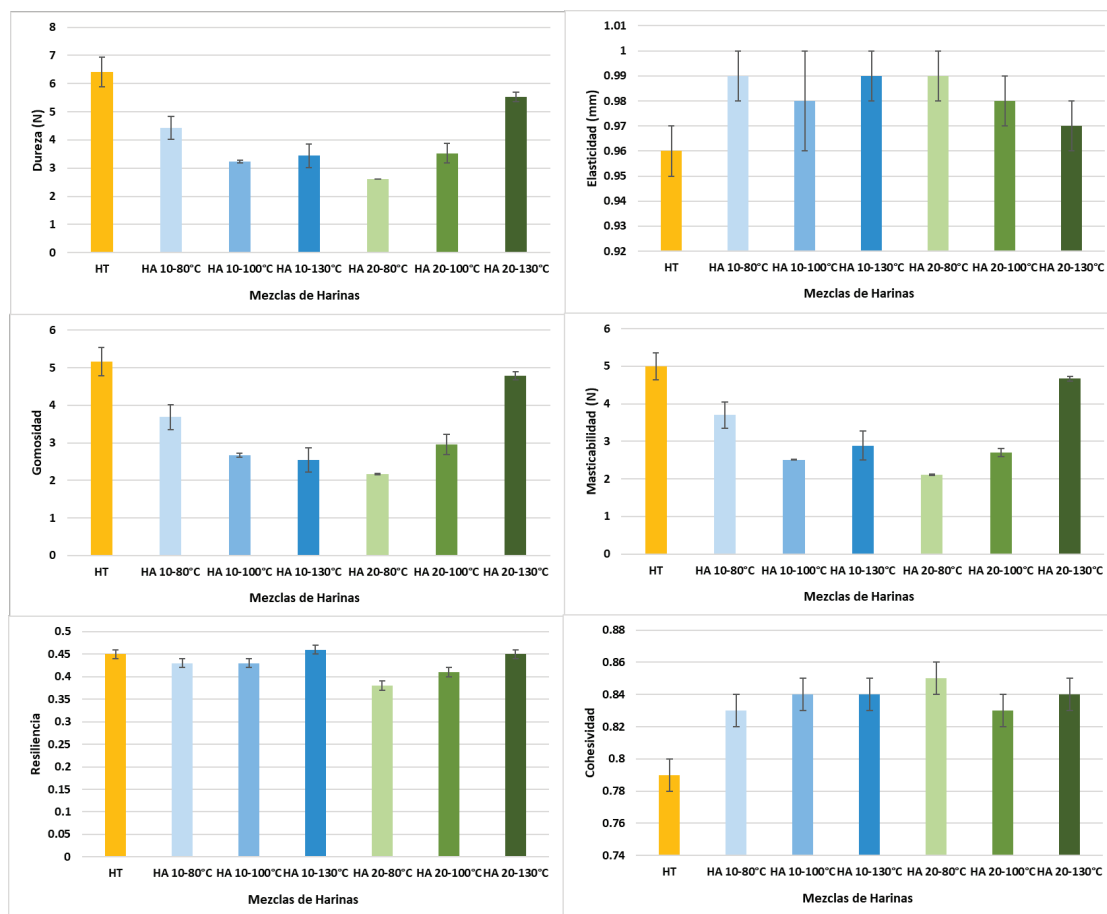 8
7
6
5
4
3
2
1
0
Dureza (N)
HT HA 10-80°C HA 10-100°C HA 10-130°C HA 20-80°C HA 20-100°C HA 20-130°C
Mezclas de Harinas
1.01
1
0.99
0.98
0.97
0.96
0.95
0.94
0.93
0.92
Elasticidad (mm)
HT HA 10-80°C HA 10-100°C HA 10-130°C HA 20-80°C HA 20-100°C HA 20-130°C
Mezclas de Harinas
6
5
4
3
2
1
0
Gomosidad
HT HA 10-80°C HA 10-100°C HA 10-130°C HA 20-80°C HA 20-100°C HA 20-130°C
Mezclas de Harinas
6
5
4
3
2
1
0
Masticabilidad (N)
HT HA 10-80°C HA 10-100°C HA 10-130°C HA 20-80°C HA 20-100°C HA 20-130°C
Mezclas de Harinas
0.5
0.45
0.4
0.35
0.3
0.25
0.2
0.15
0.1
0.05
0
Resiliencia
HT HA 10-80°C HA 10-100°C HA 10-130°C HA 20-80°C HA 20-100°C HA 20-130°C
Mezclas de Harinas
0.88
0.86
0.84
0.82
0.8
0.78
0.76
0.74
Cohesividad
HT HA 10-80°C HA 10-100°C HA 10-130°C HA 20-80°C HA 20-100°C HA 20-130°C
Mezclas de Harinas